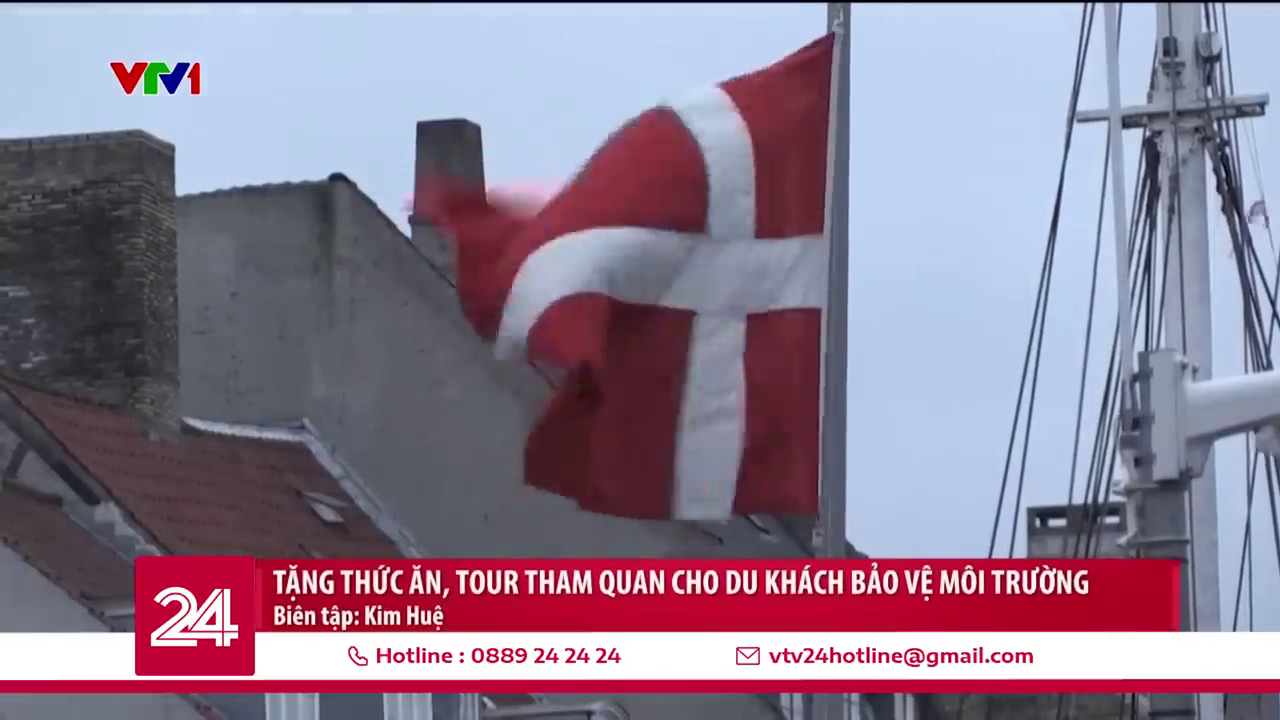 VTV1
24
TẶNG THỨC ĂN, TOUR THAM QUAN CHO DU KHÁCH BẢO VỆ MÔI TRƯỜNG
Biên tập: Kim Huệ
Hotline : 0889 24 24 24
vtv24hotline@gmail.com